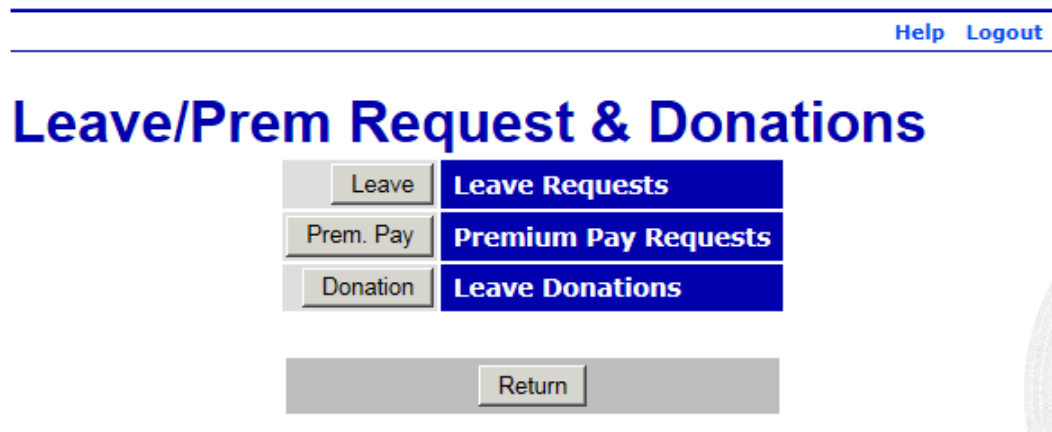 Help Logout
Leave/Prem Request & Donations
Leave Leave Requests
Prem. Pay Premium Pay Requests
Donation Leave Donations
Return